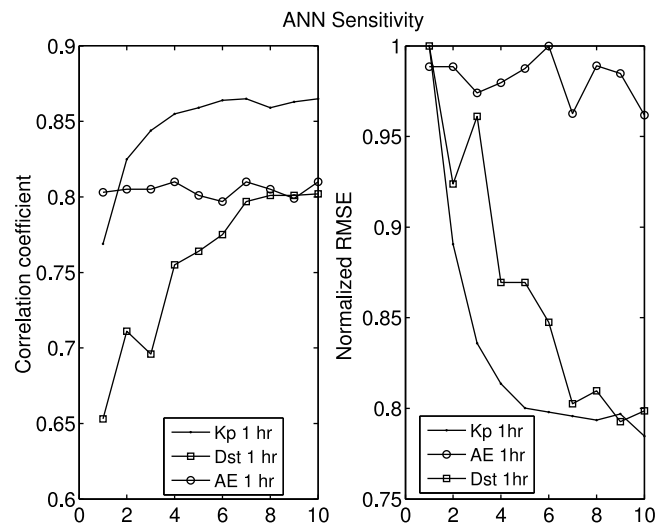 ANN Sensitivity
Correlation coefficient
0.9
0.85
0.8
0.75
0.7
0.65
0.6
0 2 4 6 8 10
Kp 1 hr
Dst 1 hr
AE 1 hr
Normalized RMSE
1
0.95
0.9
0.85
0.8
0.75
0 2 4 6 8 10
Kp 1hr
AE 1hr
Dst 1hr